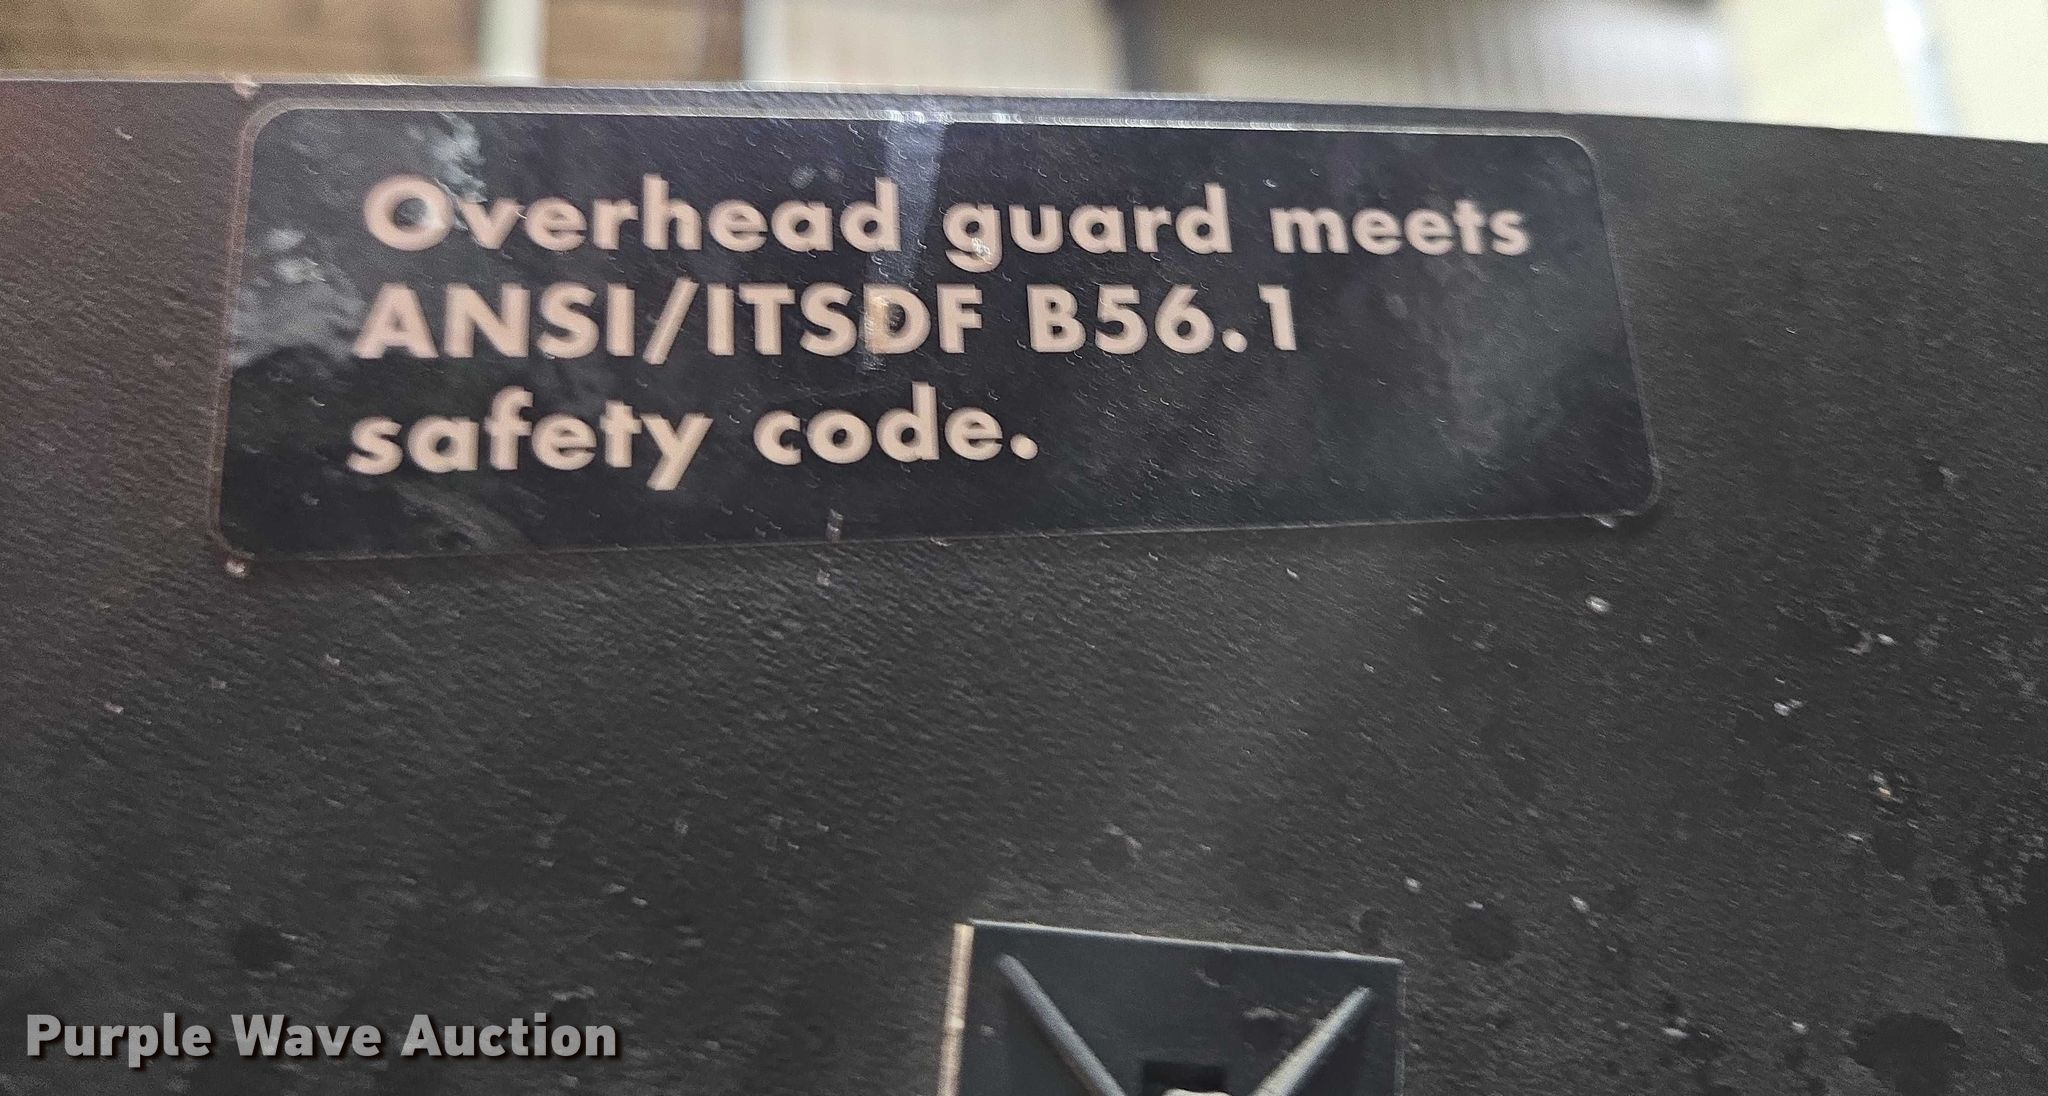 Overhead guard meets
ANSI/ITSDF B56.1
safety code.
Purple Wave Auction